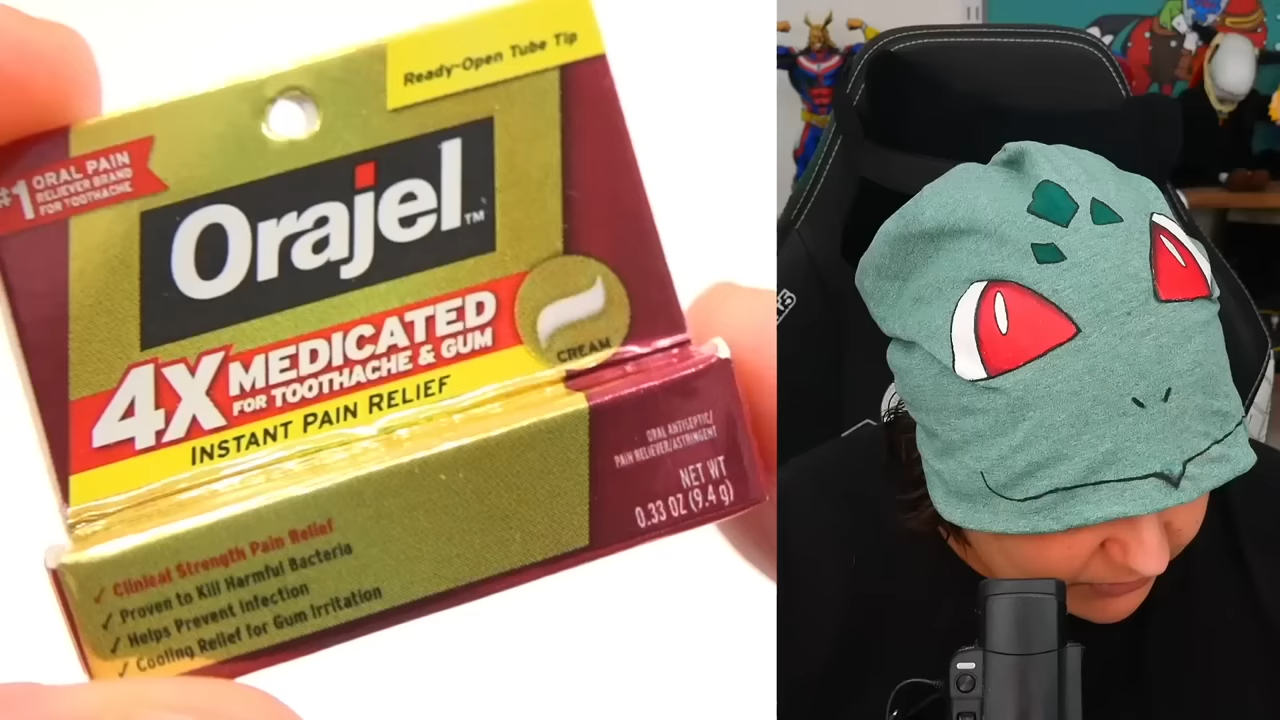 Ready-Open Tube Tip
#1 ORAL PAIN
RELIEVER BRAND
FOR TOOTHACHE
Orajel™
4X MEDICATED
FOR TOOTHACHE & GUM
INSTANT PAIN RELIEF
CREAM
ORAL ANTISEPTIC/
PAIN RELIEVER/ASTRINGENT
NET WT
0.33 OZ (9.4 g)
✓ Clinical Strength Pain Relief
✓ Proven to Kill Harmful Bacteria
✓ Helps Prevent Infection
✓ Cooling Relief for Gum Irritation